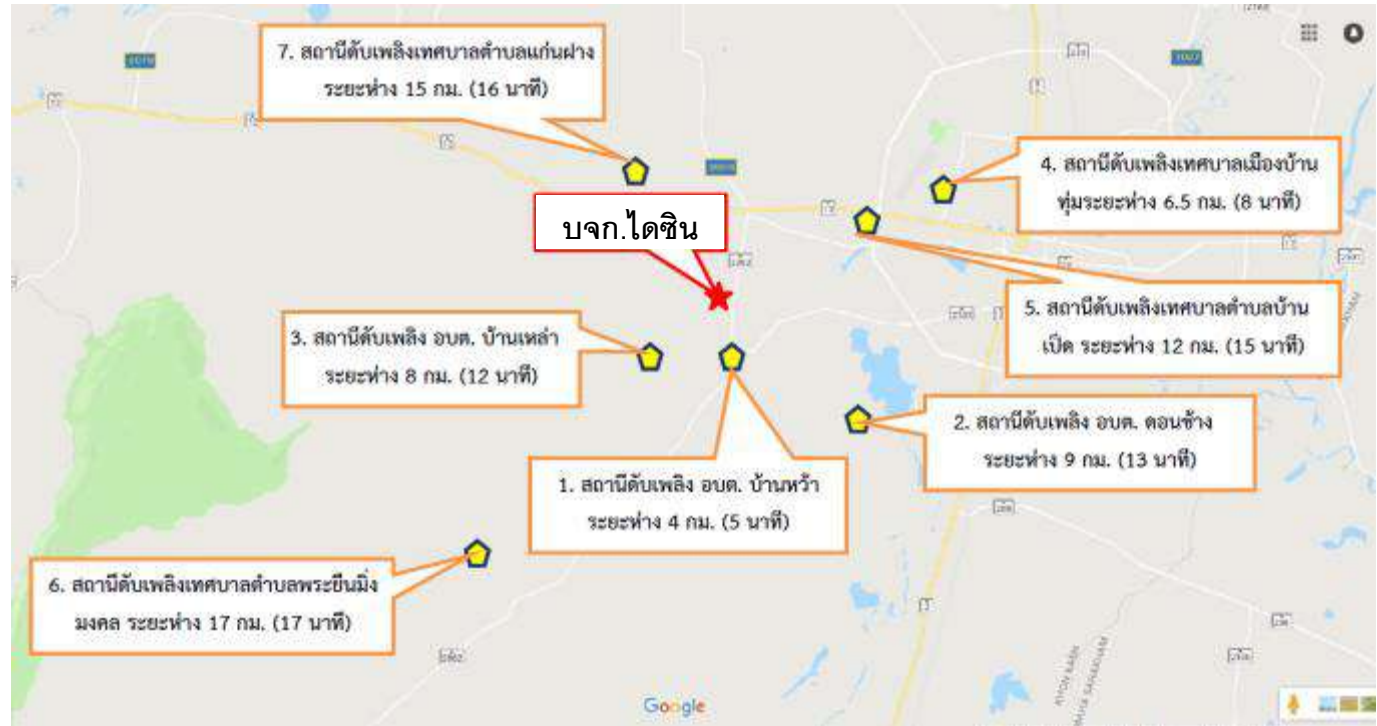 7. สถานีดับเพลิงเทศบาลตำบลแก่นฝาง
ระยะห่าง 15 กม. (16 นาที)
4. สถานีดับเพลิงเทศบาลเมืองบ้าน
ทุ่มระยะห่าง 6.5 กม. (8 นาที)
บจก.ไดซิน
5. สถานีดับเพลิงเทศบาลตำบลบ้าน
เป็ด ระยะห่าง 12 กม. (15 นาที)
3. สถานีดับเพลิง อบต. บ้านเหล่า
ระยะห่าง 8 กม. (12 นาที)
2. สถานีดับเพลิง อบต. ดอนช้าง
ระยะห่าง 9 กม. (13 นาที)
1. สถานีดับเพลิง อบต. บ้านหว้า
ระยะห่าง 4 กม. (5 นาที)
6. สถานีดับเพลิงเทศบาลตำบลพระยืนมิ่ง
มงคล ระยะห่าง 17 กม. (17 นาที)
Google